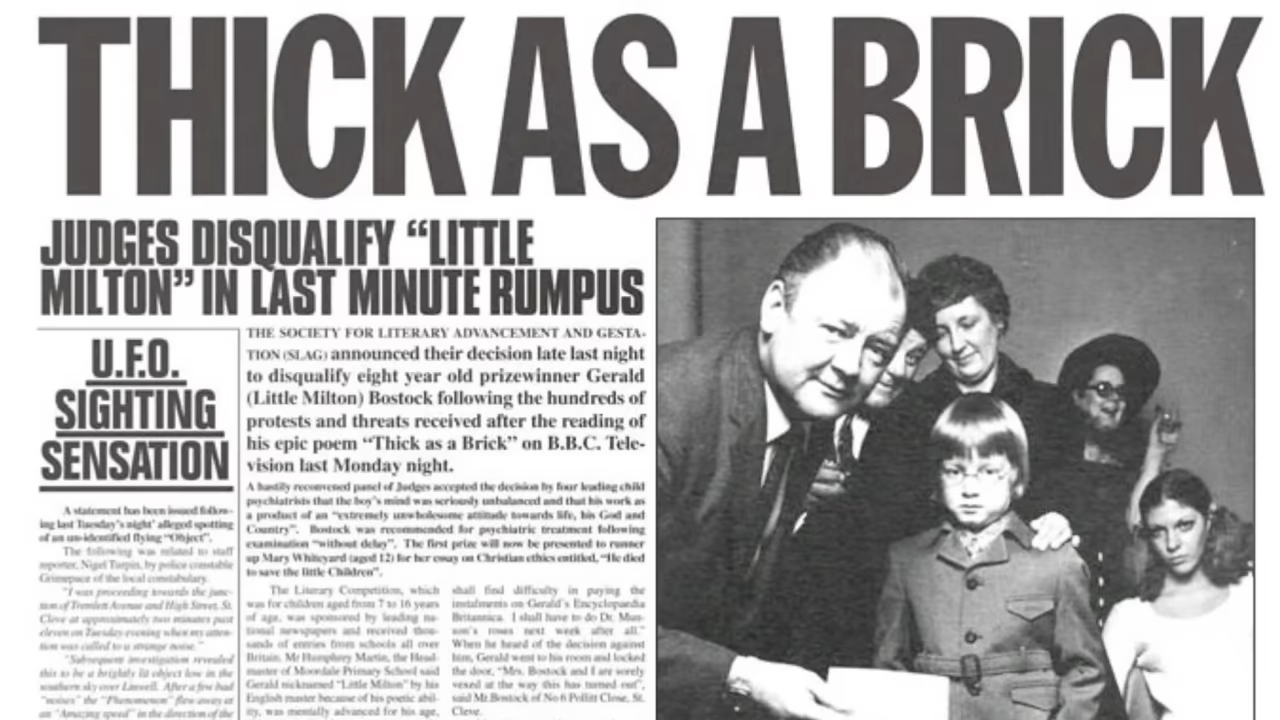 THICK AS A BRICK
JUDGES DISQUALIFY “LITTLE
MILTON” IN LAST MINUTE RUMPUS
U.F.O.
SIGHTING
SENSATION
A statement has been issued follow-
ing last Tuesday's night' alleged spotting
of an un-identified flying “Object”.
The following was related to staff
reporter, Nigel Turpin, by police constable
Grimepace of the local constabulary.
“I was proceeding towards the junc-
tion of Tremlett Avenue and High Street, St.
Cleve at approximately two minutes past
eleven on Tuesday evening when my atten-
tion was called to a strange noise.”
“Subsequent investigation revealed
this to be a brightly lit object low in the
southern sky over Linwell. After a few bad
“noises” the “Phenomenon” flew away at
an “Amazing speed” in the direction of the
THE SOCIETY FOR LITERARY ADVANCEMENT AND GESTA-
TION (SLAG) announced their decision late last night
to disqualify eight year old prizewinner Gerald
(Little Milton) Bostock following the hundreds of
protests and threats received after the reading of
his epic poem “Thick as a Brick” on B.B.C. Tele-
vision last Monday night.
A hastily reconvened panel of Judges accepted the decision by four leading child
psychiatrists that the boy's mind was seriously unbalanced and that his work as
a product of an “extremely unwholesome attitude towards life, his God and
Country”. Bostock was recommended for psychiatric treatment following
examination “without delay”. The first prize will now be presented to runner
up Mary Whiteyard (aged 12) for her essay on Christian ethics entitled, “He died
to save the little Children”.
The Literary Competition, which
was for children aged from 7 to 16 years
of age, was sponsored by leading na-
tional newspapers and received thou-
sands of entries from schools all over
Britain. Mr Humphrey Martin, the Head-
master of Moordale Primary School said
Gerald nicknamed “Little Milton” by his
English master because of his poetic abil-
ity, was mentally advanced for his age,
shall find difficulty in paying the
instalments on Gerald's Encyclopaedia
Britannica. I shall have to do Dr. Mun-
son's roses next week after all.”
When he heard of the decision against
him, Gerald went to his room and locked
the door, “Mrs. Bostock and I are sorely
vexed at the way this has turned out”,
said Mr.Bostock of No 6 Pollitt Close, St.
Cleve.